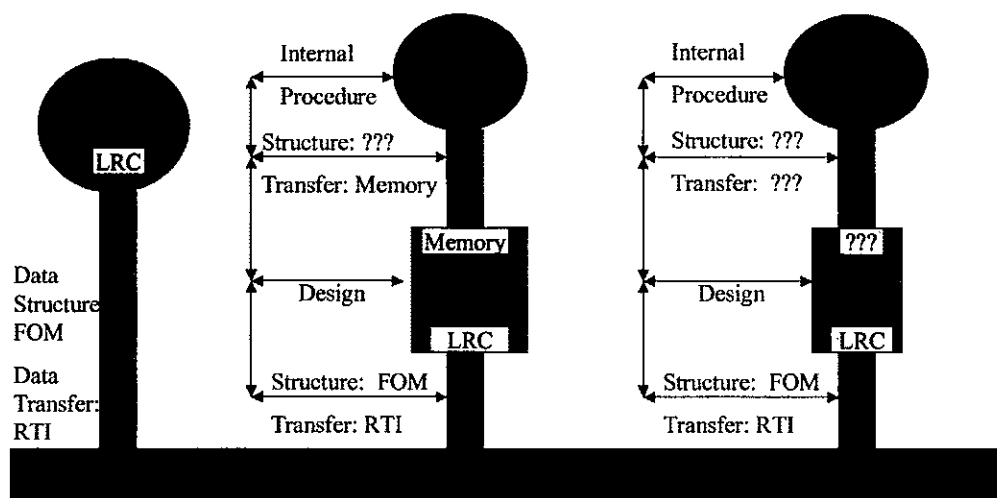 LRC
Data
Structure
FOM
Data
Transfer:
RTI
Internal
Procedure
Structure: ???
Transfer: Memory
Memory
Design
LRC
Structure: FOM
Transfer: RTI
Internal
Procedure
Structure: ???
Transfer: ???
???
Design
LRC
Structure: FOM
Transfer: RTI